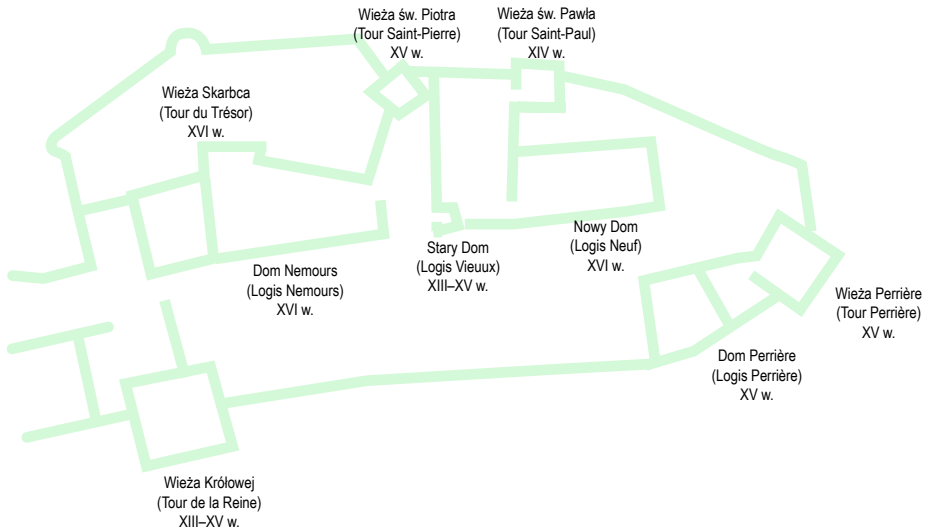 Wieża św. Piotra
(Tour Saint-Pierre)
XV w.
Wieża św. Pawła
(Tour Saint-Paul)
XIV w.
Wieża Skarbca
(Tour du Trésor)
XVI w.
Dom Nemours
(Logis Nemours)
XVI w.
Stary Dom
(Logis Vieuux)
XIII–XV w.
Nowy Dom
(Logis Neuf)
XVI w.
Wieża Perrière
(Tour Perrière)
XV w.
Dom Perrière
(Logis Perrière)
XV w.
Wieża Królowej
(Tour de la Reine)
XIII–XV w.